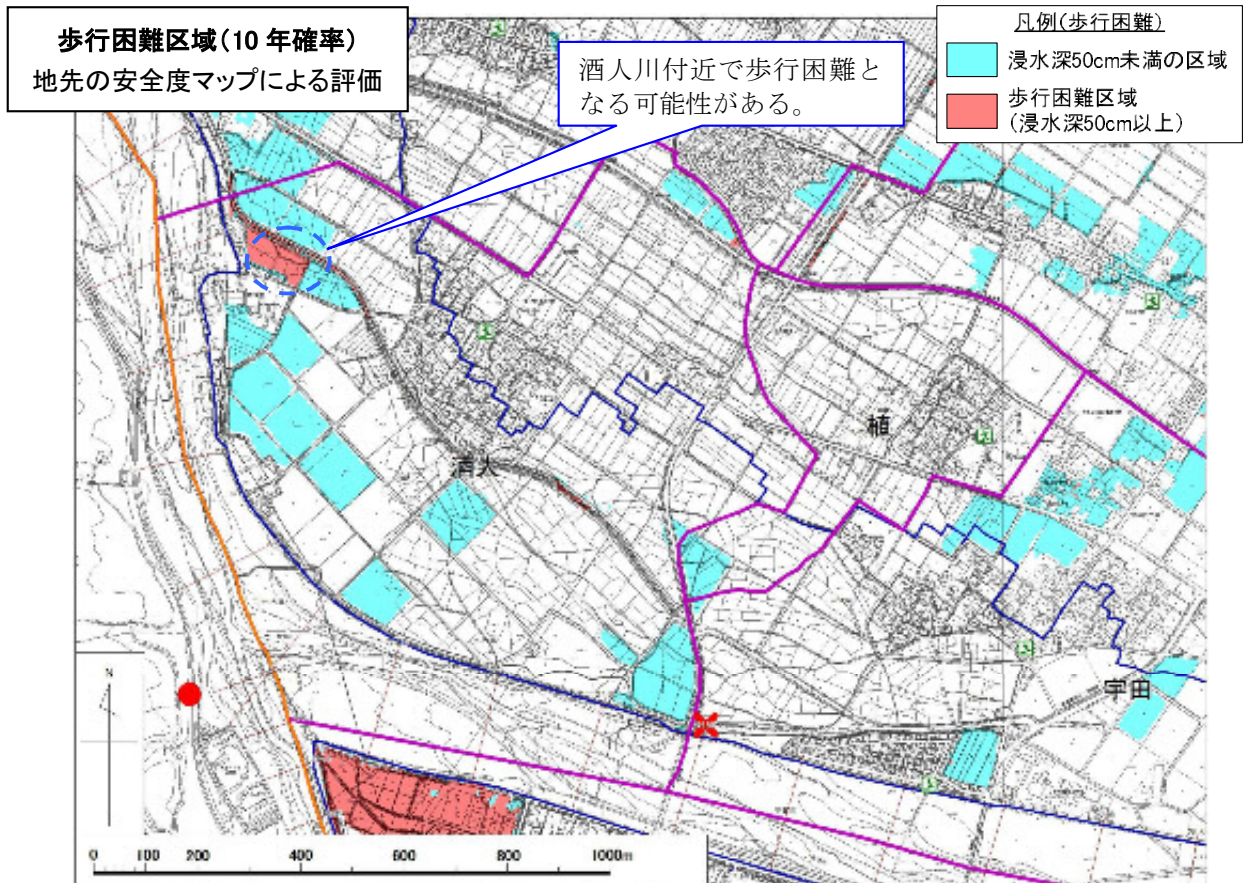 歩行困難区域(10年確率)
地先の安全度マップによる評価
酒人川付近で歩行困難と
なる可能性がある。
凡例(歩行困難)
浸水深50cm未満の区域
歩行困難区域
(浸水深50cm以上)
植
酒人
宇田
N
0 100 200 400 600 800 1000m